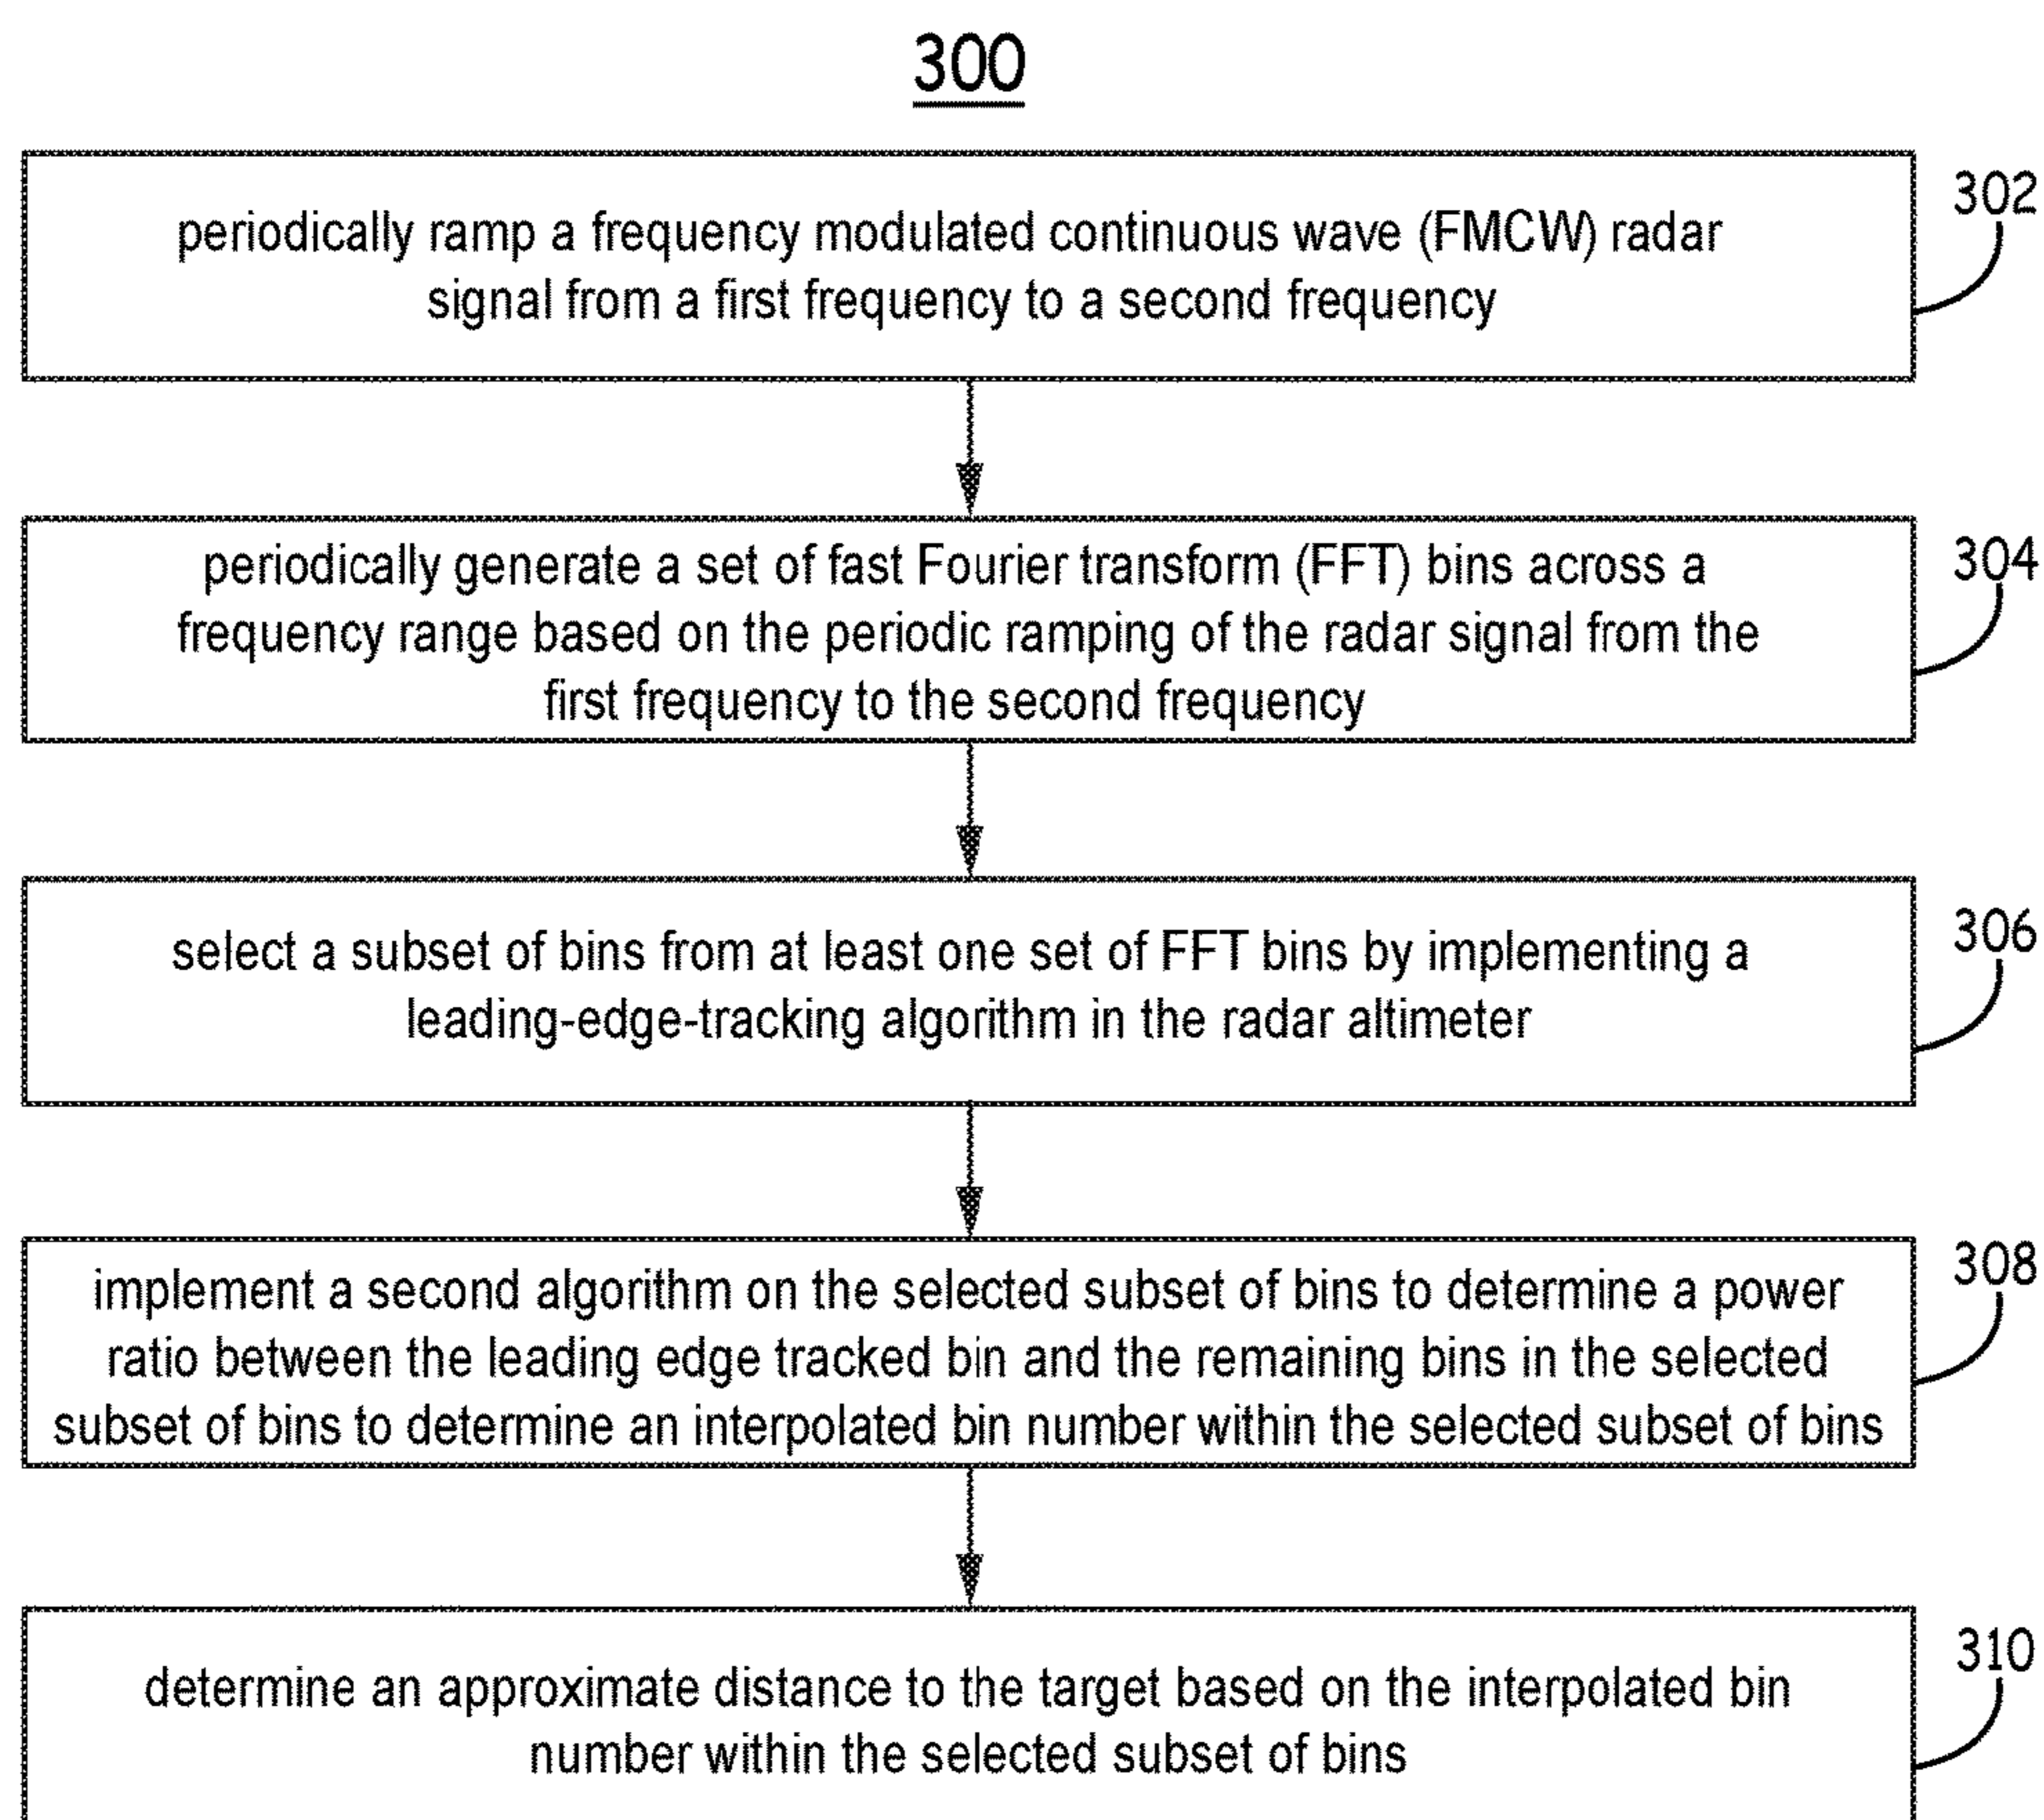 300
periodically ramp a frequency modulated continuous wave (FMCW) radar
signal from a first frequency to a second frequency
302
periodically generate a set of fast Fourier transform (FFT) bins across a
frequency range based on the periodic ramping of the radar signal from the
first frequency to the second frequency
304
select a subset of bins from at least one set of FFT bins by implementing a
leading-edge-tracking algorithm in the radar altimeter
306
implement a second algorithm on the selected subset of bins to determine a power
ratio between the leading edge tracked bin and the remaining bins in the selected
subset of bins to determine an interpolated bin number within the selected subset of bins
308
determine an approximate distance to the target based on the interpolated bin
number within the selected subset of bins
310